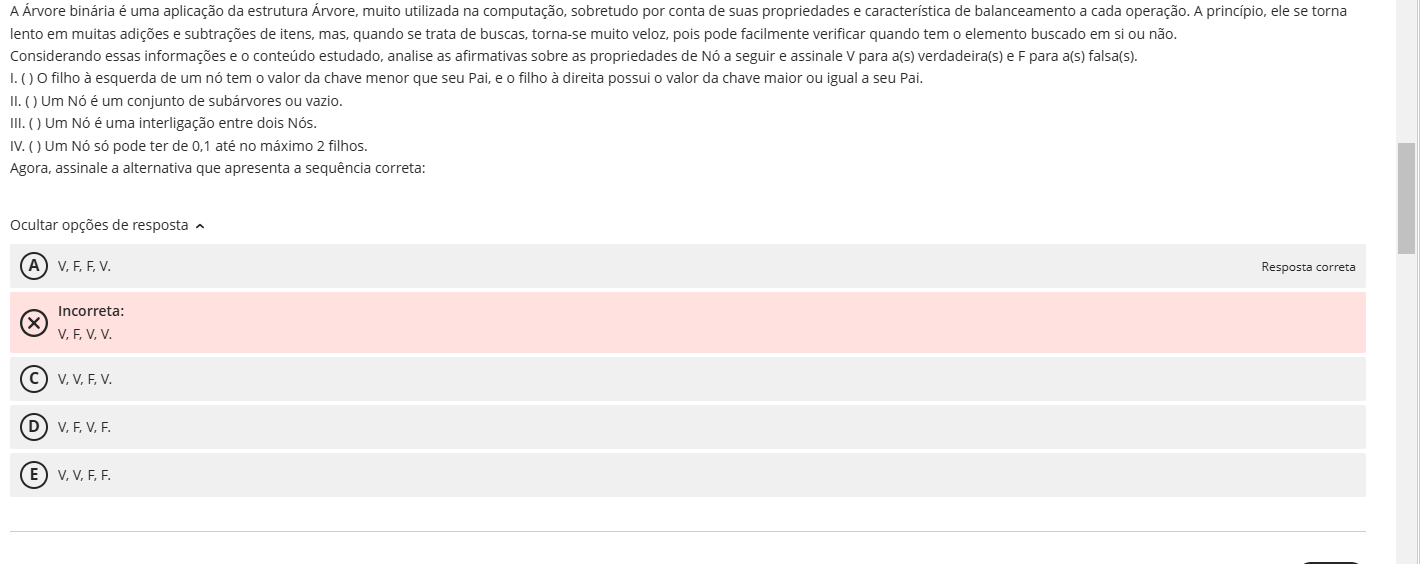 A Árvore binária é uma aplicação da estrutura Árvore, muito utilizada na computação, sobretudo por conta de suas propriedades e característica de balanceamento a cada operação. A princípio, ele se torna
lento em muitas adições e subtrações de itens, mas, quando se trata de buscas, torna-se muito veloz, pois pode facilmente verificar quando tem o elemento buscado em si ou não.
Considerando essas informações e o conteúdo estudado, analise as afirmativas sobre as propriedades de Nó a seguir e assinale V para a(s) verdadeira(s) e F para a(s) falsa(s).
I. ( ) O filho à esquerda de um nó tem o valor da chave menor que seu Pai, e o filho à direita possui o valor da chave maior ou igual a seu Pai.
II. ( ) Um Nó é um conjunto de subárvores ou vazio.
III. ( ) Um Nó é uma interligação entre dois Nós.
IV. ( ) Um Nó só pode ter de 0,1 até no máximo 2 filhos.
Agora, assinale a alternativa que apresenta a sequência correta:
Ocultar opções de resposta
A V, F, F, V. Resposta correta
Incorreta:
V, F, V, V.
C V, V, F, V.
D V, F, V, F.
E V, V, F, F.